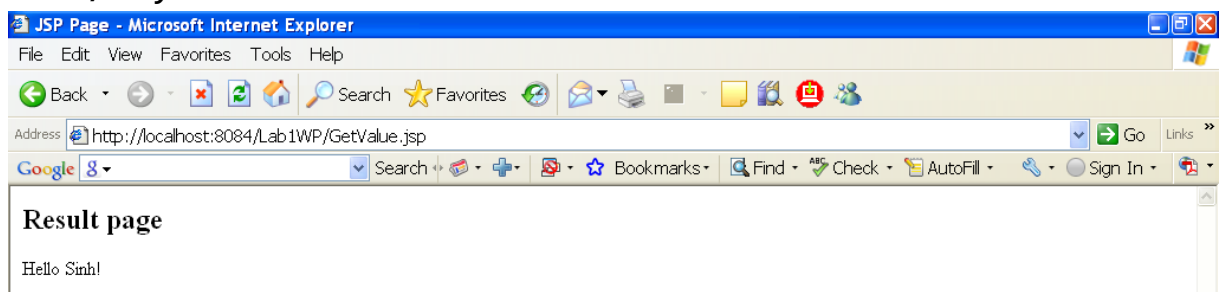 JSP Page - Microsoft Internet Explorer
File Edit View Favorites Tools Help
Back Search Favorites
Address http://localhost:8084/Lab1WP/GetValue.jsp Go Links »
Google g Search Bookmarks Find ABC Check AutoFill Sign In
Result page
Hello Sinh!